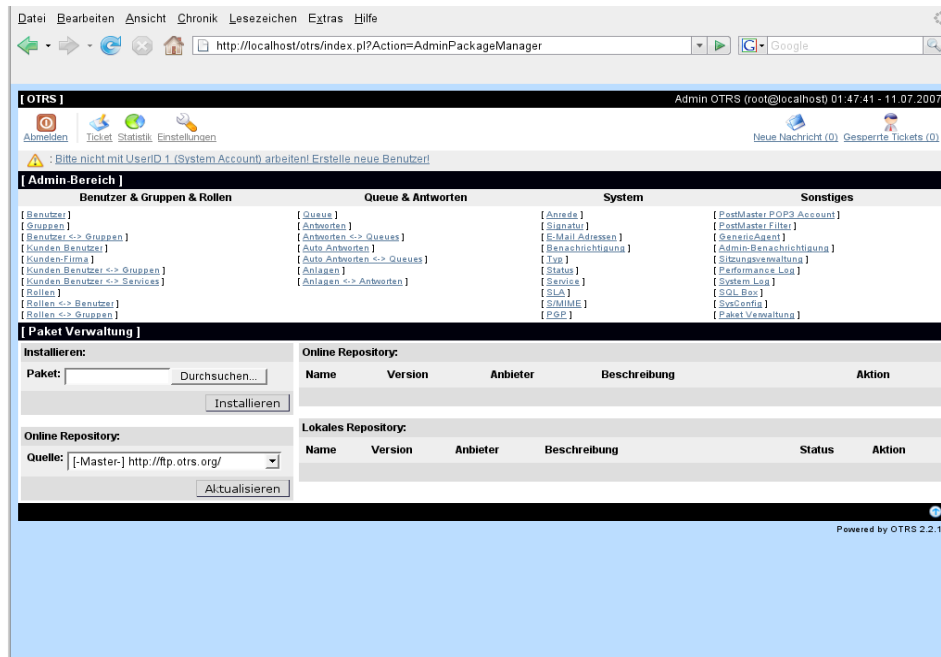 Datei Bearbeiten Ansicht Chronik Lesezeichen Extras Hilfe
http://localhost/otrs/index.pl?Action=AdminPackageManager
G Google
[ OTRS ] Admin OTRS (root@localhost) 01:47:41 - 11.07.2007
Abmelden Ticket Statistik Einstellungen Neue Nachricht (0) Gesperrte Tickets (0)
: Bitte nicht mit UserID 1 (System Account) arbeiten! Erstelle neue Benutzer!
[ Admin-Bereich ]
Benutzer & Gruppen & Rollen Queue & Antworten System Sonstiges
[ Benutzer ] [ Queue ] [ Anrede ] [ PostMaster POP3 Account ]
[ Gruppen ] [ Antworten ] [ Signatur ] [ PostMaster Filter ]
[ Benutzer <-> Gruppen ] [ Antworten <-> Queues ] [ E-Mail Adressen ] [ GenericAgent ]
[ Kunden Benutzer ] [ Auto Antworten ] [ Benachrichtigung ] [ Admin-Benachrichtigung ]
[ Kunden-Firma ] [ Auto Antworten <-> Queues ] [ Typ ] [ Sitzungsverwaltung ]
[ Kunden Benutzer <-> Gruppen ] [ Anlagen ] [ Status ] [ Performance Log ]
[ Kunden Benutzer <-> Services ] [ Anlagen <-> Antworten ] [ Service ] [ System Log ]
[ Rollen ] [ SLA ] [ SQL Box ]
[ Rollen <-> Benutzer ] [ S/MIME ] [ SysConfig ]
[ Rollen <-> Gruppen ] [ PGP ] [ Paket Verwaltung ]
[ Paket Verwaltung ]
Installieren: Online Repository:
Paket: Durchsuchen... Name Version Anbieter Beschreibung Aktion
Installieren
Online Repository: Lokales Repository:
Quelle: [-Master-] http://ftp.otrs.org/ Name Version Anbieter Beschreibung Status Aktion
Aktualisieren
Powered by OTRS 2.2.1